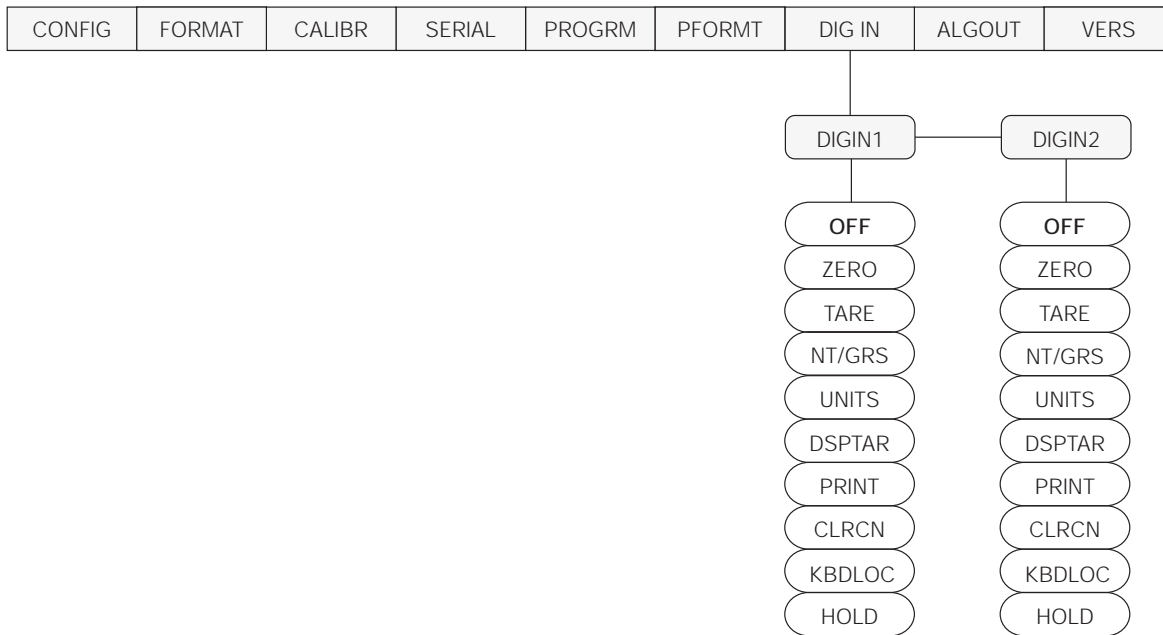 CONFIG FORMAT CALIBR SERIAL PROGRM PFORMT DIG IN ALGOUT VERS
DIGIN1 DIGIN2
OFF OFF
ZERO ZERO
TARE TARE
NT/GRS NT/GRS
UNITS UNITS
DSPTAR DSPTAR
PRINT PRINT
CLRCN CLRCN
KBDLOC KBDLOC
HOLD HOLD